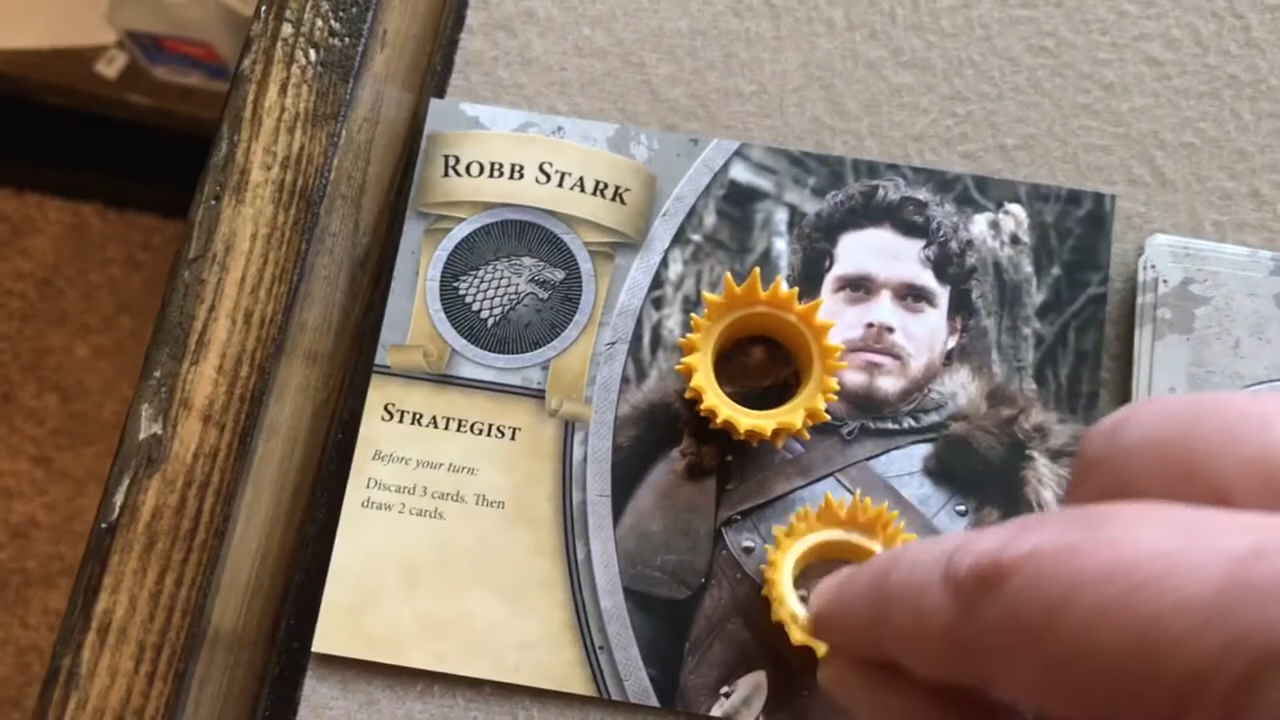 ROBB STARK
STRATEGIST
Before your turn:
Discard 3 cards. Then
draw 2 cards.